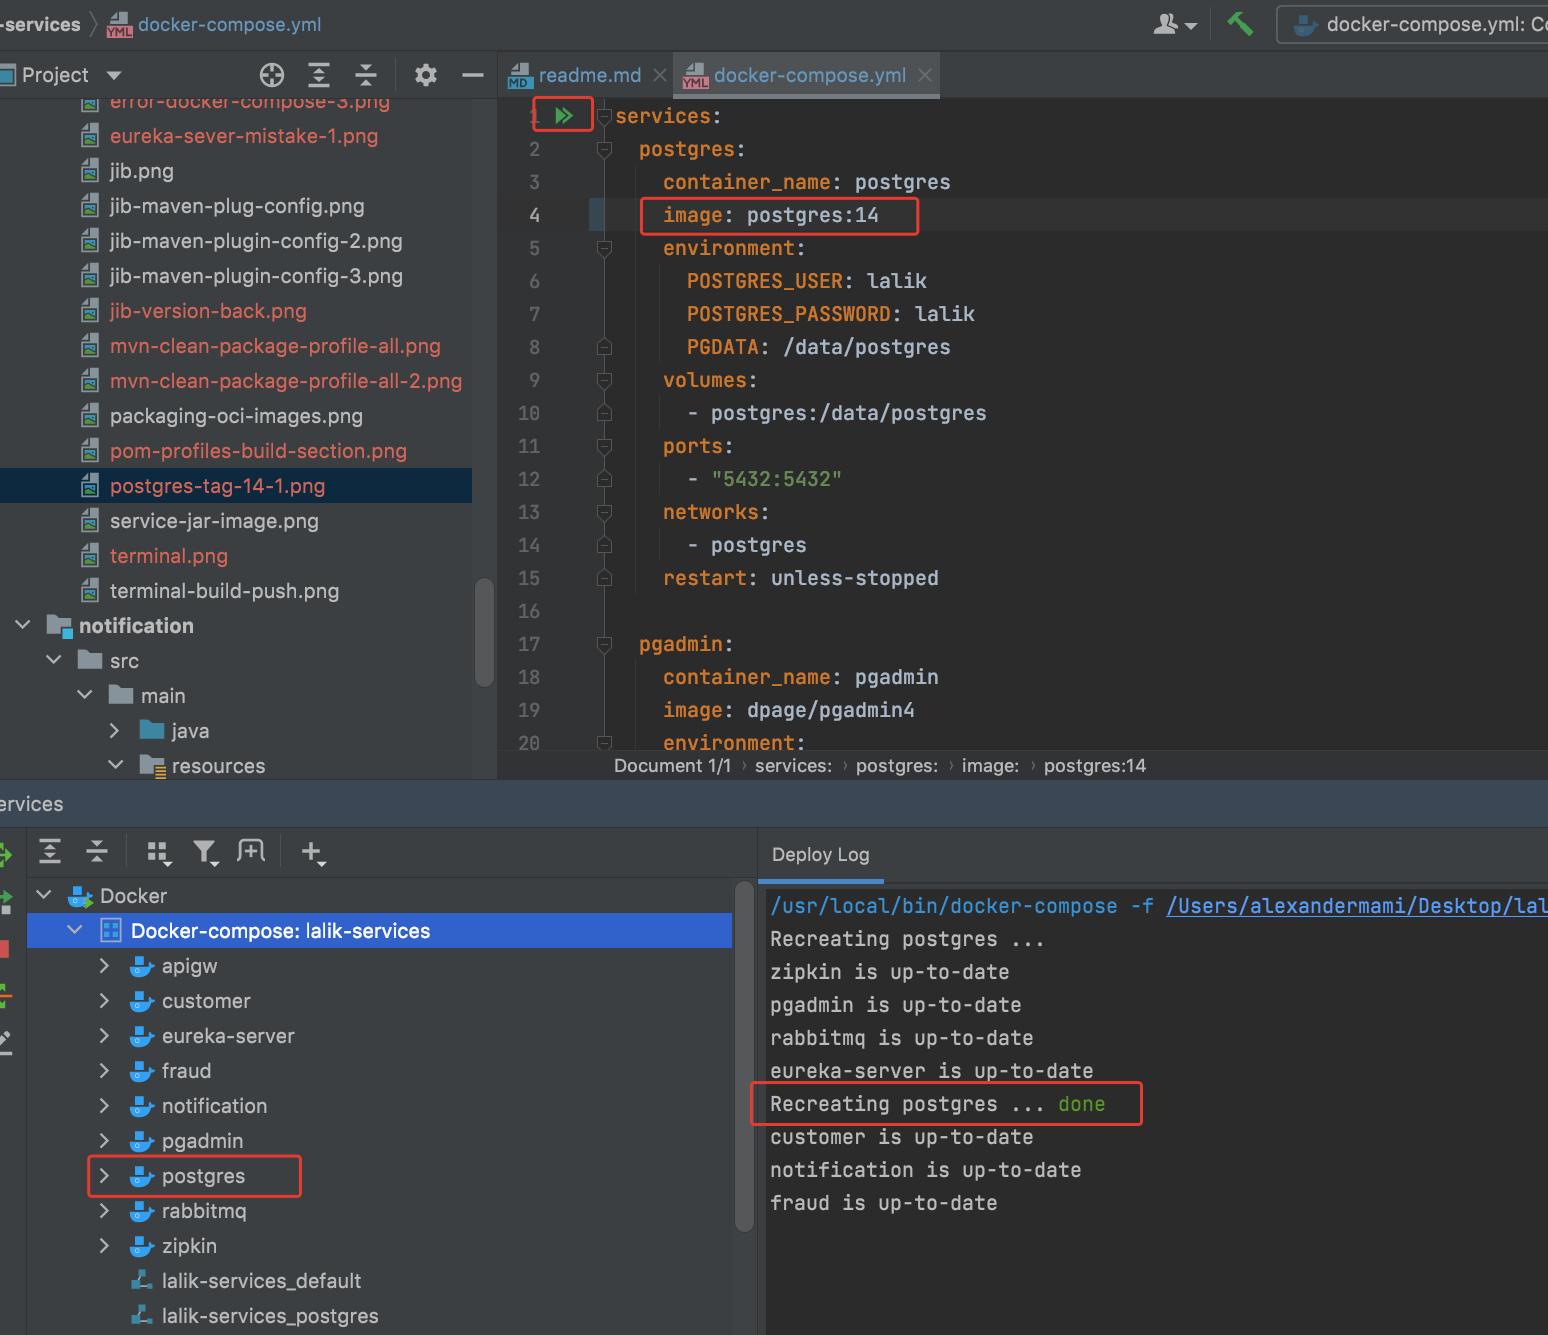 -services docker-compose.yml
docker-compose.yml: Co
Project
readme.md
docker-compose.yml
error-docker-compose-3.png
eureka-sever-mistake-1.png
jib.png
jib-maven-plug-config.png
jib-maven-plugin-config-2.png
jib-maven-plugin-config-3.png
jib-version-back.png
mvn-clean-package-profile-all.png
mvn-clean-package-profile-all-2.png
packaging-oci-images.png
pom-profiles-build-section.png
postgres-tag-14-1.png
service-jar-image.png
terminal.png
terminal-build-push.png
notification
src
main
java
resources
1 services:
2 postgres:
3 container_name: postgres
4 image: postgres:14
5 environment:
6 POSTGRES_USER: lalik
7 POSTGRES_PASSWORD: lalik
8 PGDATA: /data/postgres
9 volumes:
10 - postgres:/data/postgres
11 ports:
12 - "5432:5432"
13 networks:
14 - postgres
15 restart: unless-stopped
16
17 pgadmin:
18 container_name: pgadmin
19 image: dpage/pgadmin4
20 environment:
Document 1/1 › services: › postgres: › image: › postgres:14
ervices
Docker
Docker-compose: lalik-services
apigw
customer
eureka-server
fraud
notification
pgadmin
postgres
rabbitmq
zipkin
lalik-services_default
lalik-services_postgres
Deploy Log
/usr/local/bin/docker-compose -f /Users/alexandermami/Desktop/lal
Recreating postgres ...
zipkin is up-to-date
pgadmin is up-to-date
rabbitmq is up-to-date
eureka-server is up-to-date
Recreating postgres ... done
customer is up-to-date
notification is up-to-date
fraud is up-to-date